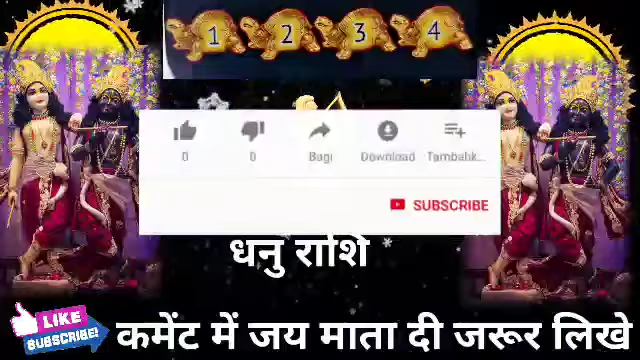 1 2 3 4
0 0 Bagi Download Tambahk...
SUBSCRIBE
धनु राशि
LIKE
SUBSCRIBE!
कमेंट में जय माता दी जरूर लिखे